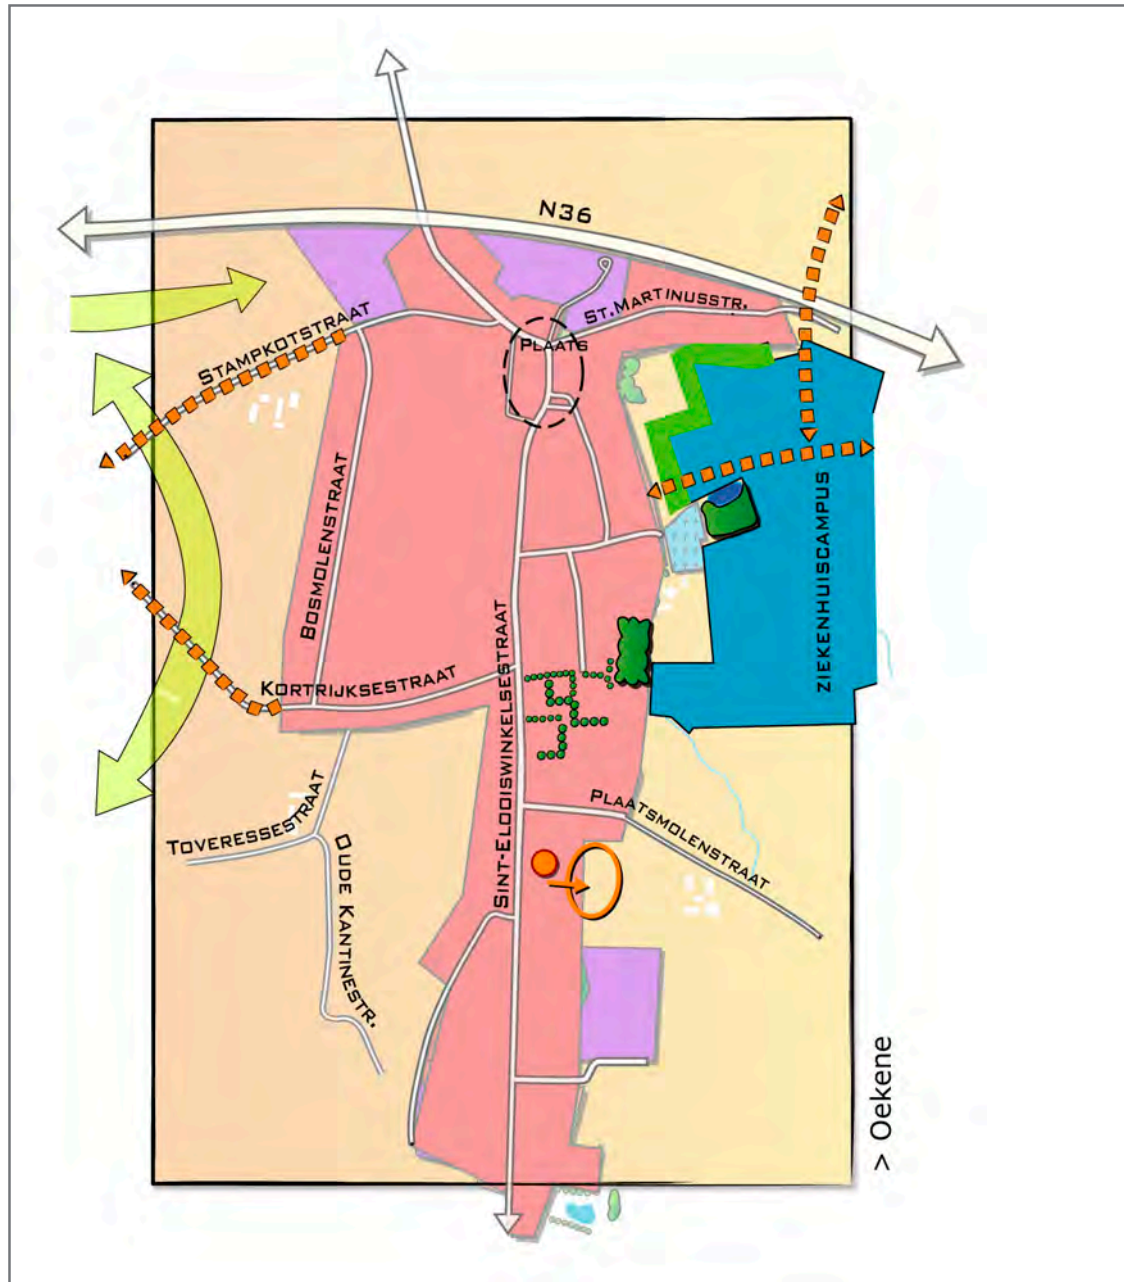 N36
St.Martinusstr.
Plaats
Stampkotstraat
Bosmolenstraat
Ziekenhuiscampus
Sint-Elooiswinkelsestraat
Kortrijksestraat
Plaatsmolenstraat
Toveressestraat
Oude Kantinestr.
> Oekene